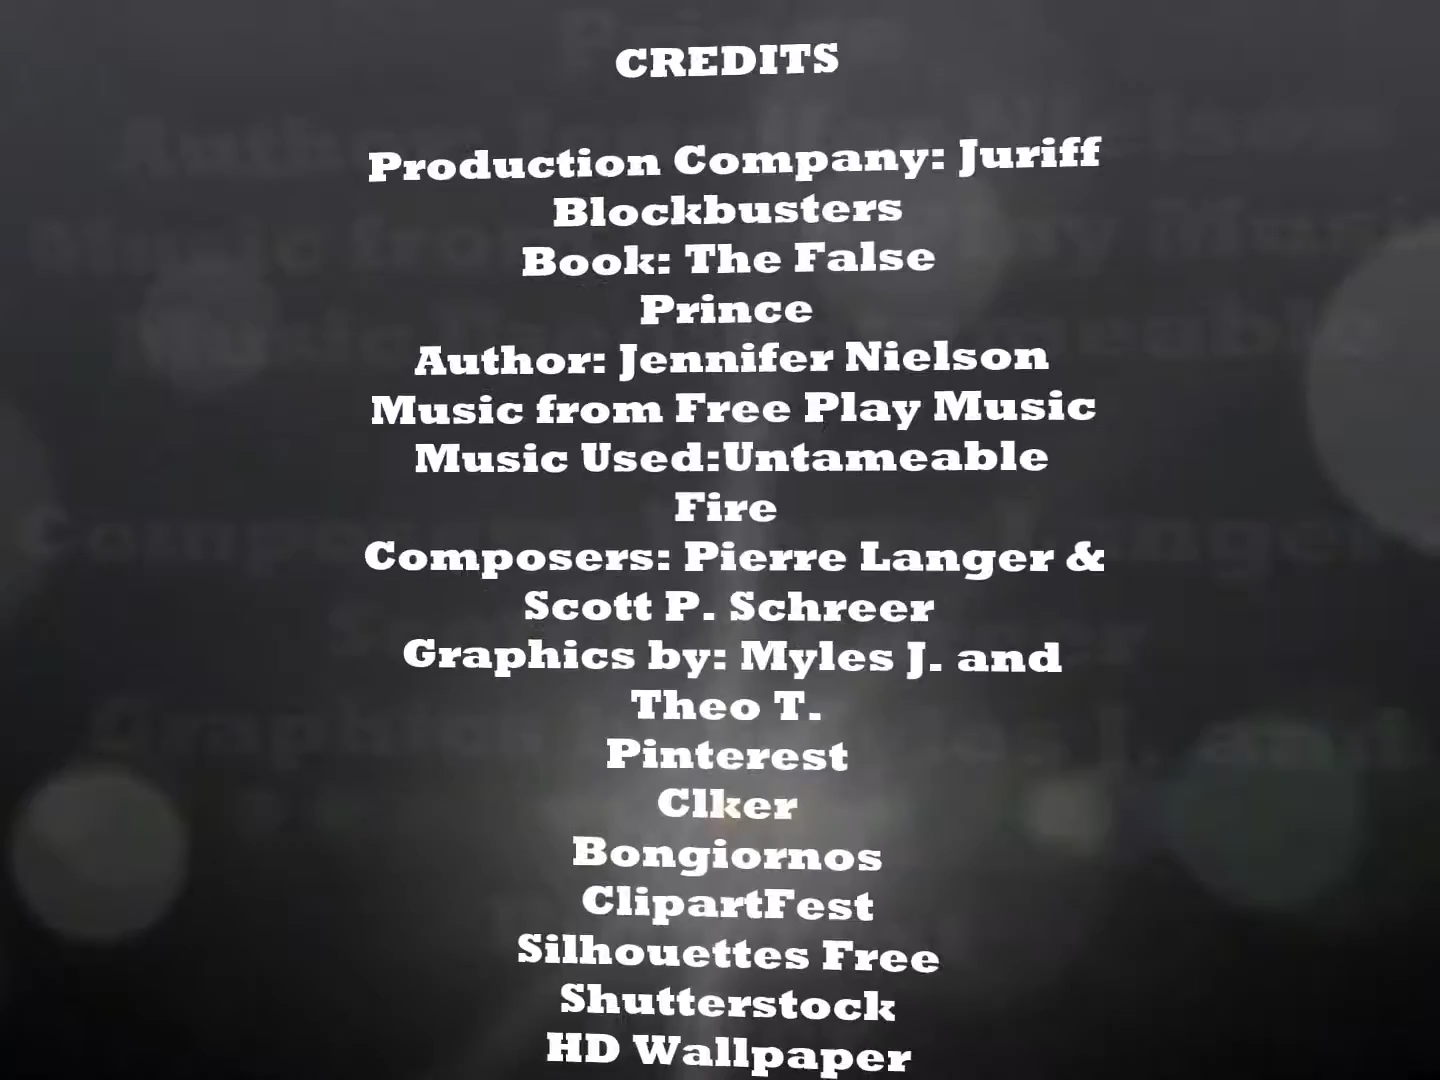 CREDITS
Production Company: Juriff
Blockbusters
Book: The False
Prince
Author: Jennifer Nielson
Music from Free Play Music
Music Used:Untameable
Fire
Composers: Pierre Langer &
Scott P. Schreer
Graphics by: Myles J. and
Theo T.
Pinterest
Clker
Bongiornos
ClipartFest
Silhouettes Free
Shutterstock
HD Wallpaper